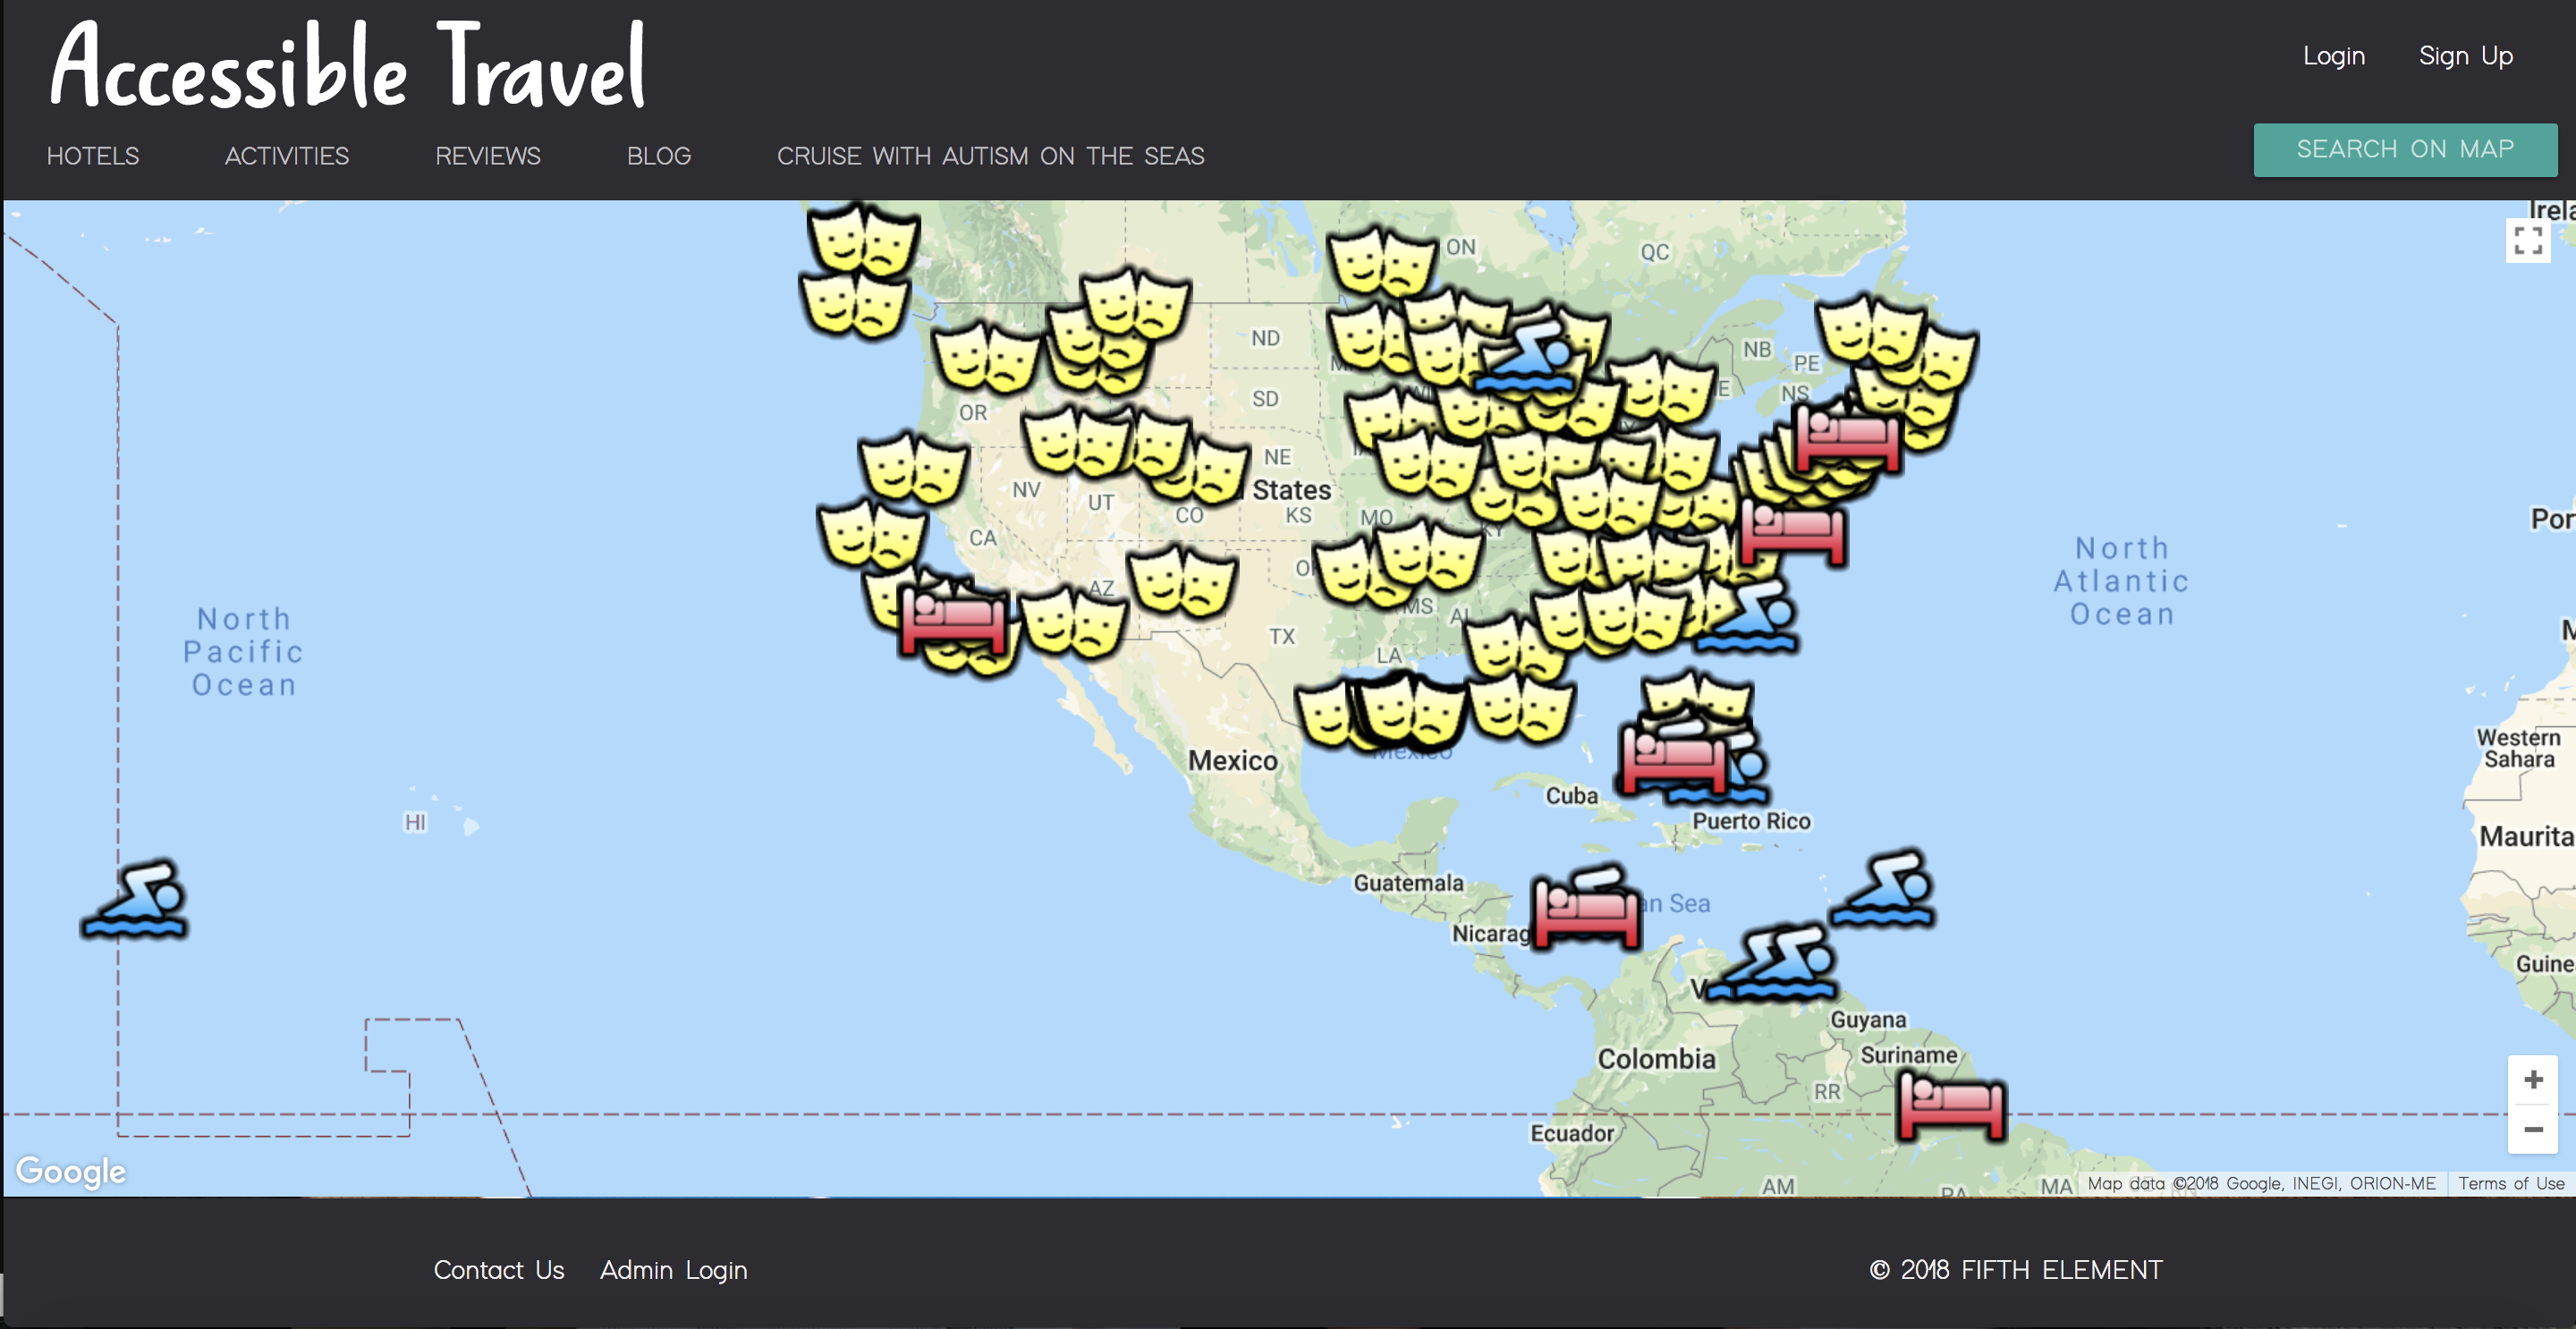 Accessible Travel
Login
Sign Up
HOTELS
ACTIVITIES
REVIEWS
BLOG
CRUISE WITH AUTISM ON THE SEAS
SEARCH ON MAP
ON
QC
ND
NB
PE
SD
NS
OR
NE
States
NV
UT
CO
KS
MO
KY
CA
AZ
MS
TX
LA
North
Pacific
Ocean
North
Atlantic
Ocean
Mexico
Mexico
Cuba
Puerto Rico
HI
Guatemala
an Sea
Nicarag
Guyana
Suriname
Colombia
RR
Ecuador
AM
MA
Western
Sahara
Maurita
Guine
Por
Irela
Google
Map data ©2018 Google, INEGI, ORION-ME
Terms of Use
Contact Us
Admin Login
© 2018 FIFTH ELEMENT